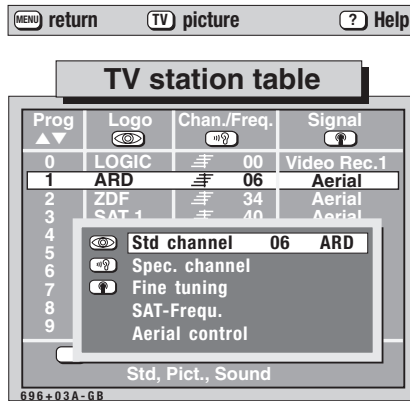 MENU return TV picture ? Help
TV station table
Prog Logo Chan./Freq. Signal
0 LOGIC 00 Video Rec.1
1 ARD 06 Aerial
2 ZDF 34 Aerial
3 SAT 1 40 Aerial
4
5
6
7
8
9
Std channel 06 ARD
Spec. channel
Fine tuning
SAT-Frequ.
Aerial control
Std, Pict., Sound
696+03A-GB